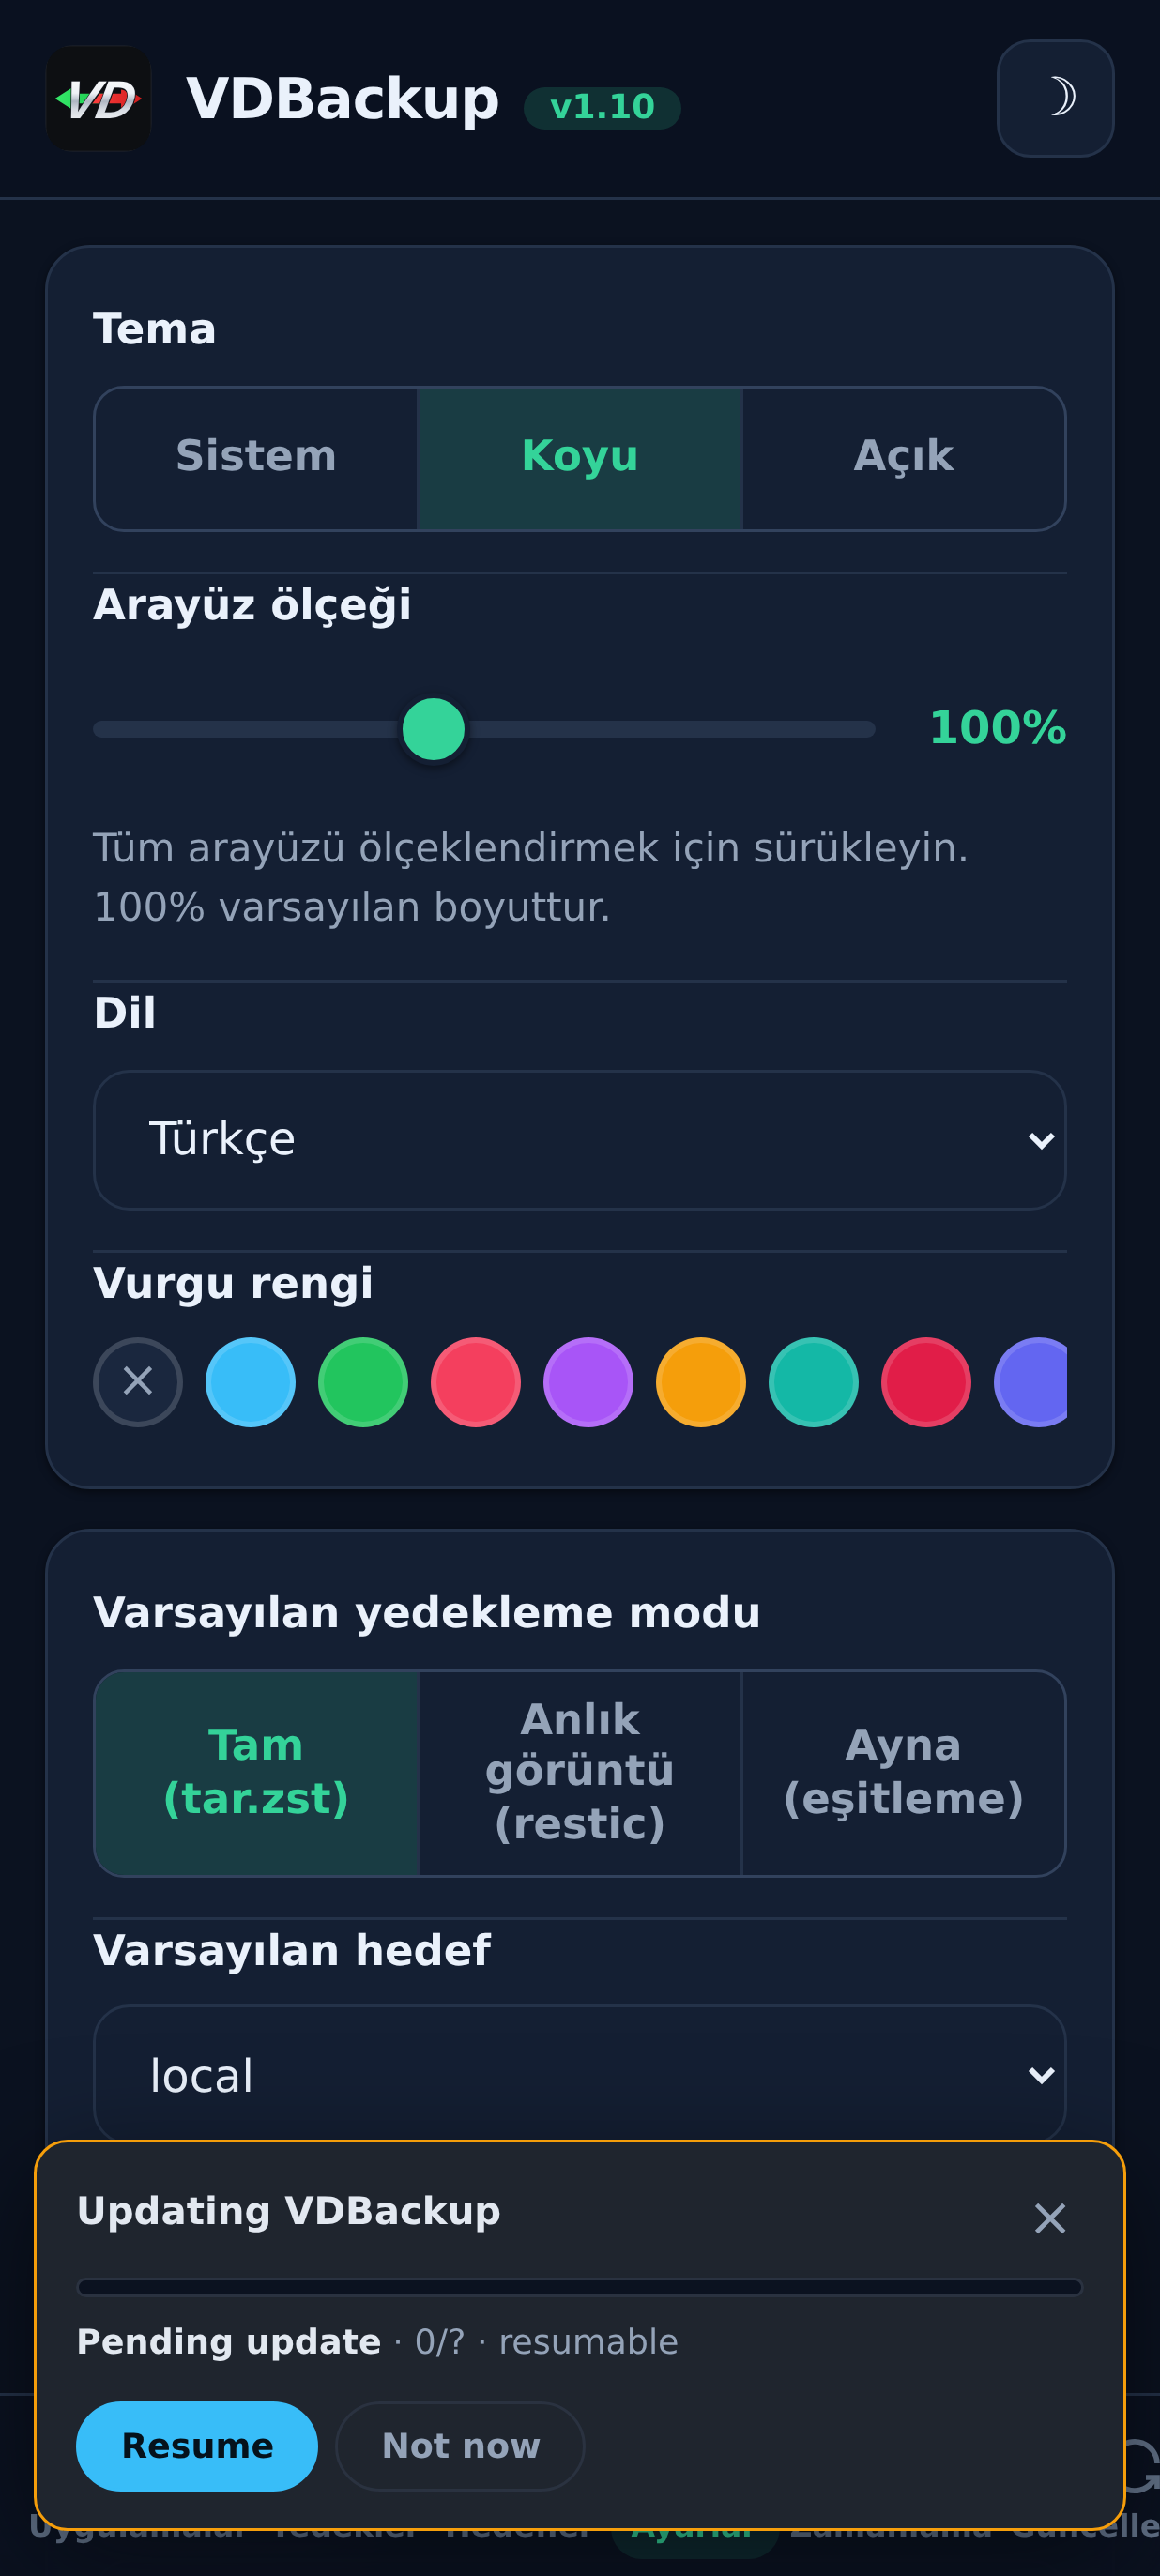 VD
VDBackup v1.10
Tema
Sistem Koyu Açık
Arayüz ölçeği
100%
Tüm arayüzü ölçeklendirmek için sürükleyin.
100% varsayılan boyuttur.
Dil
Türkçe
Vurgu rengi
Varsayılan yedekleme modu
Tam
(tar.zst)
Anlık
görüntü
(restic)
Ayna
(eşitleme)
Varsayılan hedef
local
Updating VDBackup
Pending update · 0/? · resumable
Resume Not now